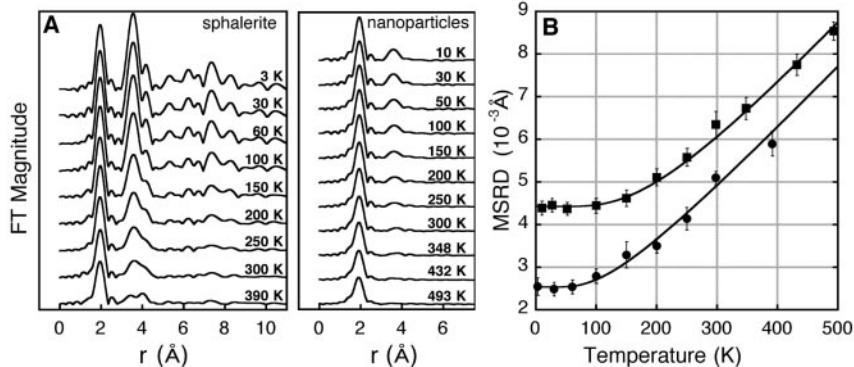 A sphalerite
3 K
30 K
60 K
100 K
150 K
200 K
250 K
300 K
390 K
FT Magnitude
0 2 4 6 8 10
r (Å)
nanoparticles
10 K
30 K
50 K
100 K
150 K
200 K
250 K
300 K
348 K
432 K
493 K
0 2 4 6
r (Å)
B
9
8
7
6
5
4
3
2
MSRD (10⁻³Å)
0 100 200 300 400 500
Temperature (K)